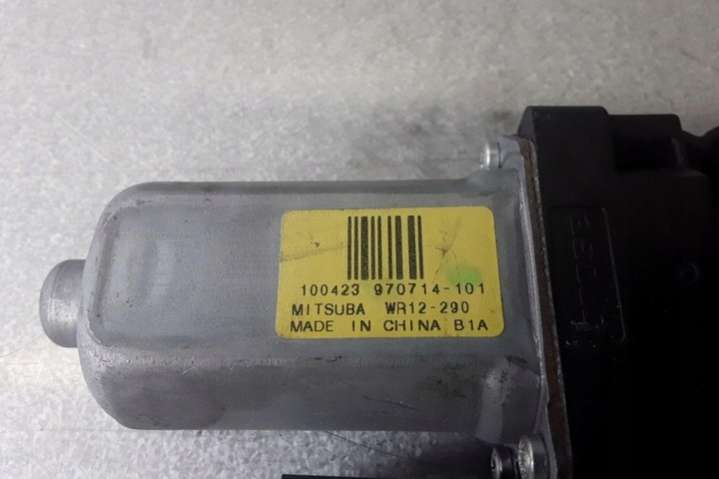 100423 970714-101
MITSUBA WR12-290
MADE IN CHINA B1A